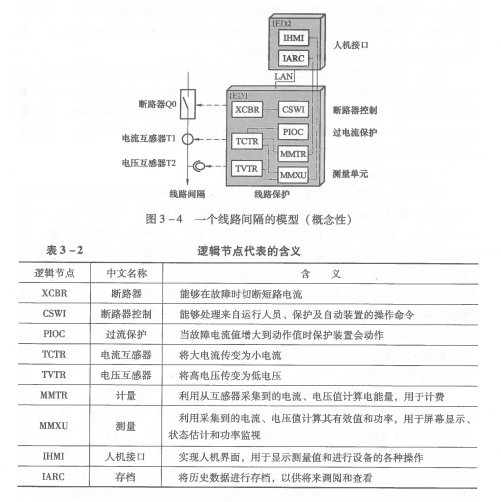 IED2
IHMI
人机接口
IARC
LAN
IED1
断路器Q0
XCBR
CSWI
断路器控制
PIOC
过电流保护
电流互感器T1
TCTR
MMTR
电压互感器T2
TVTR
MMXU
测量单元
线路间隔
线路保护
图 3-4 一个线路间隔的模型（概念性）
表 3-2 逻辑节点代表的含义
逻辑节点 中文名称 含 义
XCBR 断路器 能够在故障时切断短路电流
CSWI 断路器控制 能够处理来自运行人员、保护及自动装置的操作命令
PIOC 过流保护 当故障电流值增大到动作值时保护装置会动作
TCTR 电流互感器 将大电流传变为小电流
TVTR 电压互感器 将高电压传变为低电压
MMTR 计量 利用从互感器采集到的电流、电压值计算电能量，用于计费
MMXU 测量 利用采集到的电流、电压值计算其有效值和功率，用于屏幕显示、
状态估计和功率监视
IHMI 人机接口 实现人机界面，用于显示测量值和进行设备的各种操作
IARC 存档 将历史数据进行存档，以供将来调阅和查看